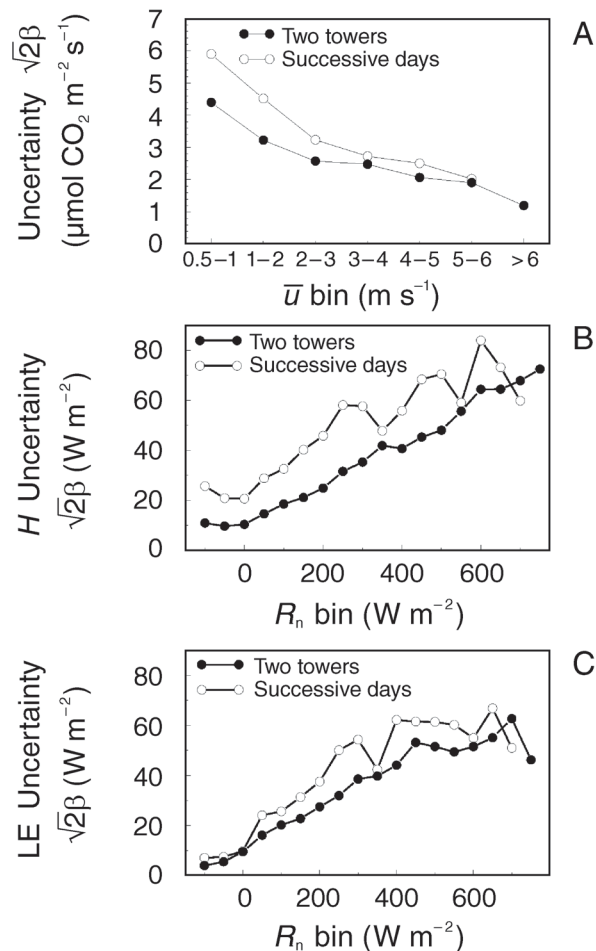 A
Uncertainty √2β
(μmol CO₂ m⁻² s⁻¹)
7
6
5
4
3
2
1
0
Two towers
Successive days
0.5−1 1−2 2−3 3−4 4−5 5−6 >6
u̅ bin (m s⁻¹)
B
H Uncertainty
√2β (W m⁻²)
80
60
40
20
0
Two towers
Successive days
0 200 400 600
Rₙ bin (W m⁻²)
C
LE Uncertainty
√2β (W m⁻²)
80
60
40
20
0
Two towers
Successive days
0 200 400 600
Rₙ bin (W m⁻²)